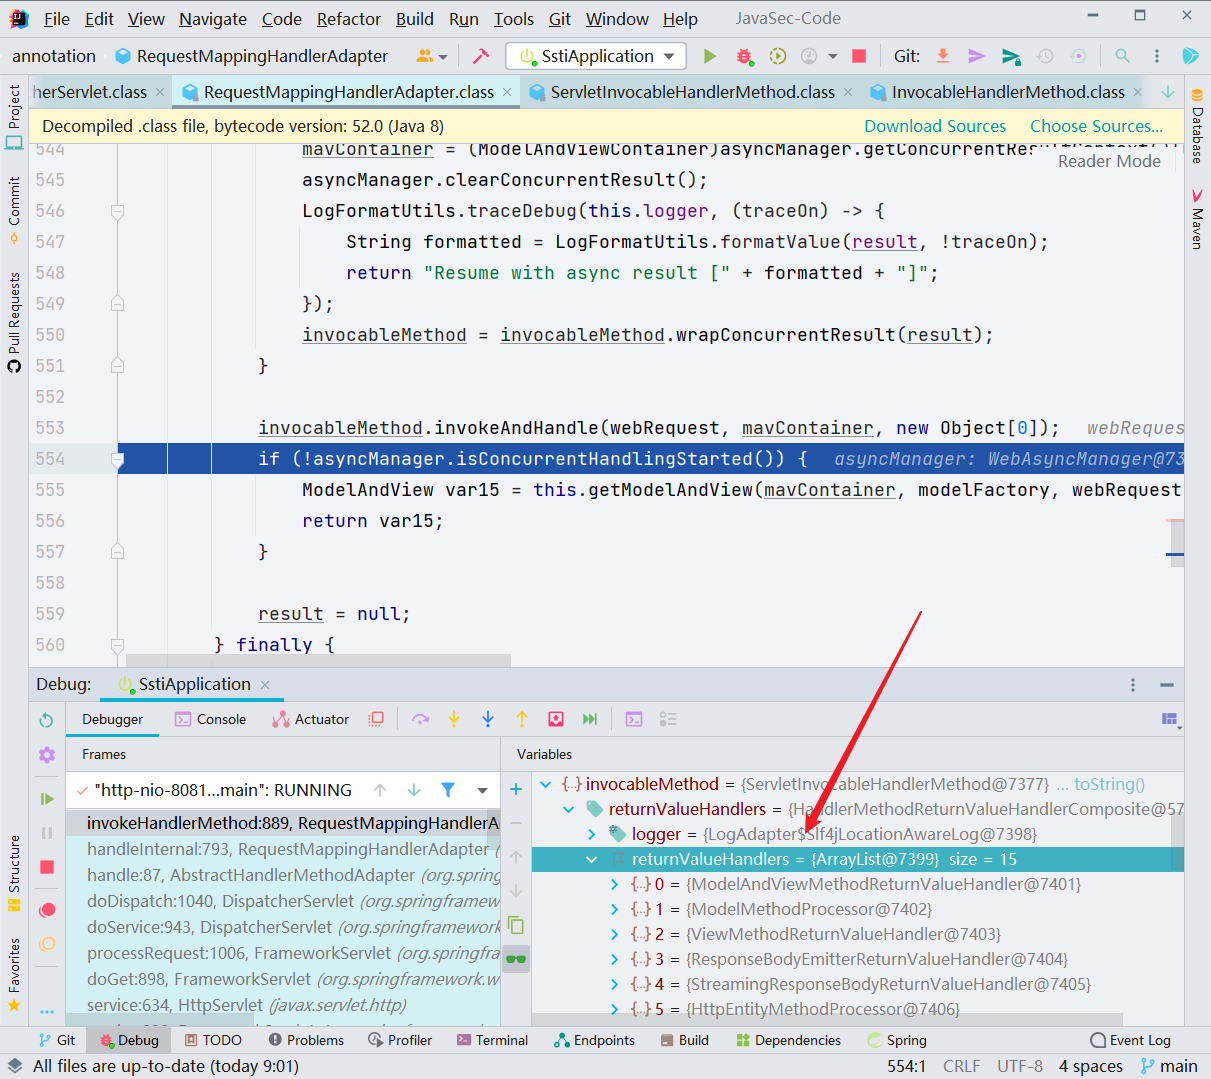 File Edit View Navigate Code Refactor Build Run Tools Git Window Help JavaSec-Code
annotation RequestMappingHandlerAdapter SstiApplication Git:
herServlet.class RequestMappingHandlerAdapter.class ServletInvocableHandlerMethod.class InvocableHandlerMethod.class
Decompiled .class file, bytecode version: 52.0 (Java 8) Download Sources Choose Sources...
Reader Mode
544 mavContainer = (ModelAndViewContainer)asyncManager.getConcurrentResultContext()[
545 asyncManager.clearConcurrentResult();
546 LogFormatUtils.traceDebug(this.logger, (traceOn) -> {
547 String formatted = LogFormatUtils.formatValue(result, !traceOn);
548 return "Resume with async result [" + formatted + "]";
549 });
550 invocableMethod = invocableMethod.wrapConcurrentResult(result);
551 }
552
553 invocableMethod.invokeAndHandle(webRequest, mavContainer, new Object[0]); webReques
554 if (!asyncManager.isConcurrentHandlingStarted()) { asyncManager: WebAsyncManager@73
555 ModelAndView var15 = this.getModelAndView(mavContainer, modelFactory, webRequest
556 return var15;
557 }
558
559 result = null;
560 } finally {
Project
Commit
Pull Requests
Structure
Favorites
Database
Maven
Debug: SstiApplication
Debugger Console Actuator
Frames
"http-nio-8081...main": RUNNING
invokeHandlerMethod:889, RequestMappingHandlerA
handleInternal:793, RequestMappingHandlerAdapter (
handle:87, AbstractHandlerMethodAdapter (org.spring
doDispatch:1040, DispatcherServlet (org.springframew
doService:943, DispatcherServlet (org.springframework
processRequest:1006, FrameworkServlet (org.springfra
doGet:898, FrameworkServlet (org.springframework.w
service:634, HttpServlet (javax.servlet.http)
Variables
invocableMethod = {ServletInvocableHandlerMethod@7377} ... toString()
returnValueHandlers = {HandlerMethodReturnValueHandlerComposite@57
logger = {LogAdapter$Slf4jLocationAwareLog@7398}
returnValueHandlers = {ArrayList@7399} size = 15
0 = {ModelAndViewMethodReturnValueHandler@7401}
1 = {ModelMethodProcessor@7402}
2 = {ViewMethodReturnValueHandler@7403}
3 = {ResponseBodyEmitterReturnValueHandler@7404}
4 = {StreamingResponseBodyReturnValueHandler@7405}
5 = {HttpEntityMethodProcessor@7406}
Git Debug TODO Problems Profiler Terminal Endpoints Build Dependencies Spring Event Log
All files are up-to-date (today 9:01) 554:1 CRLF UTF-8 4 spaces main